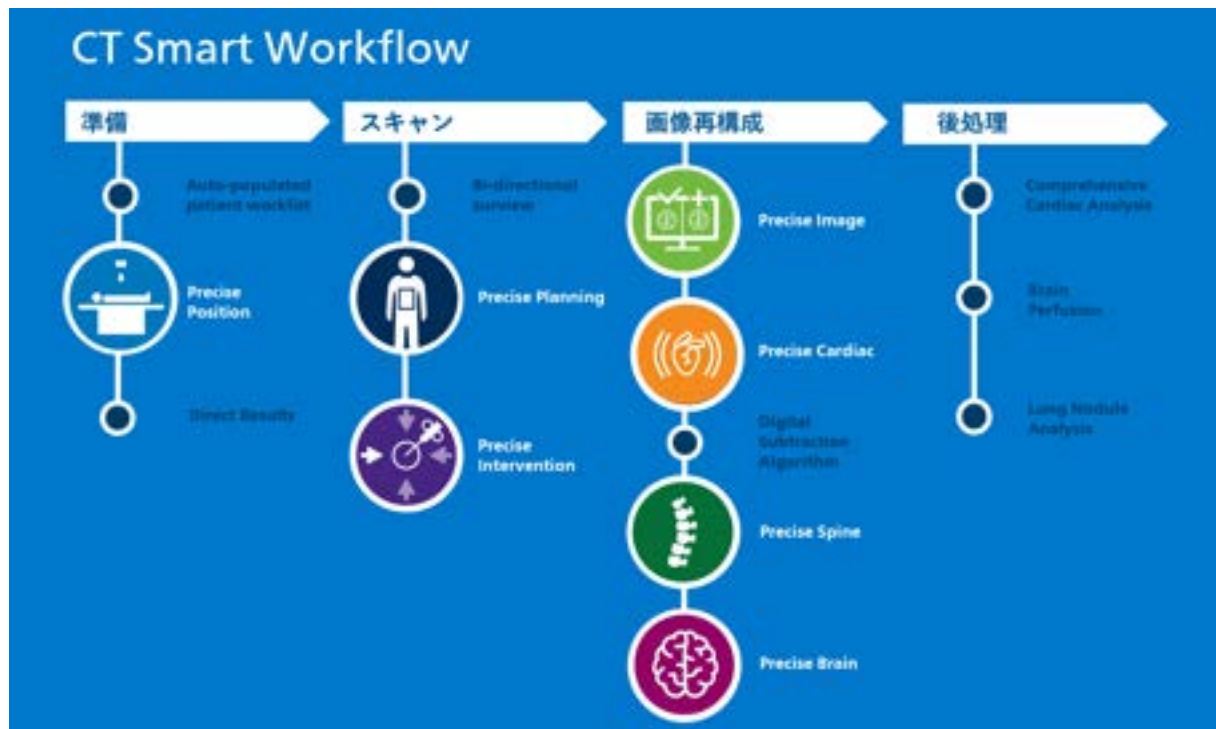 CT Smart Workflow
準備
Auto-populated
patient worklist
Precise
Position
Direct Results
スキャン
Bi-directional
surview
Precise Planning
Precise
Intervention
画像再構成
Precise Image
Precise Cardiac
Digital
Subtraction
Algorithm
Precise Spine
Precise Brain
後処理
Comprehensive
Cardiac Analysis
Brain
Perfusion
Lung Nodule
Analysis